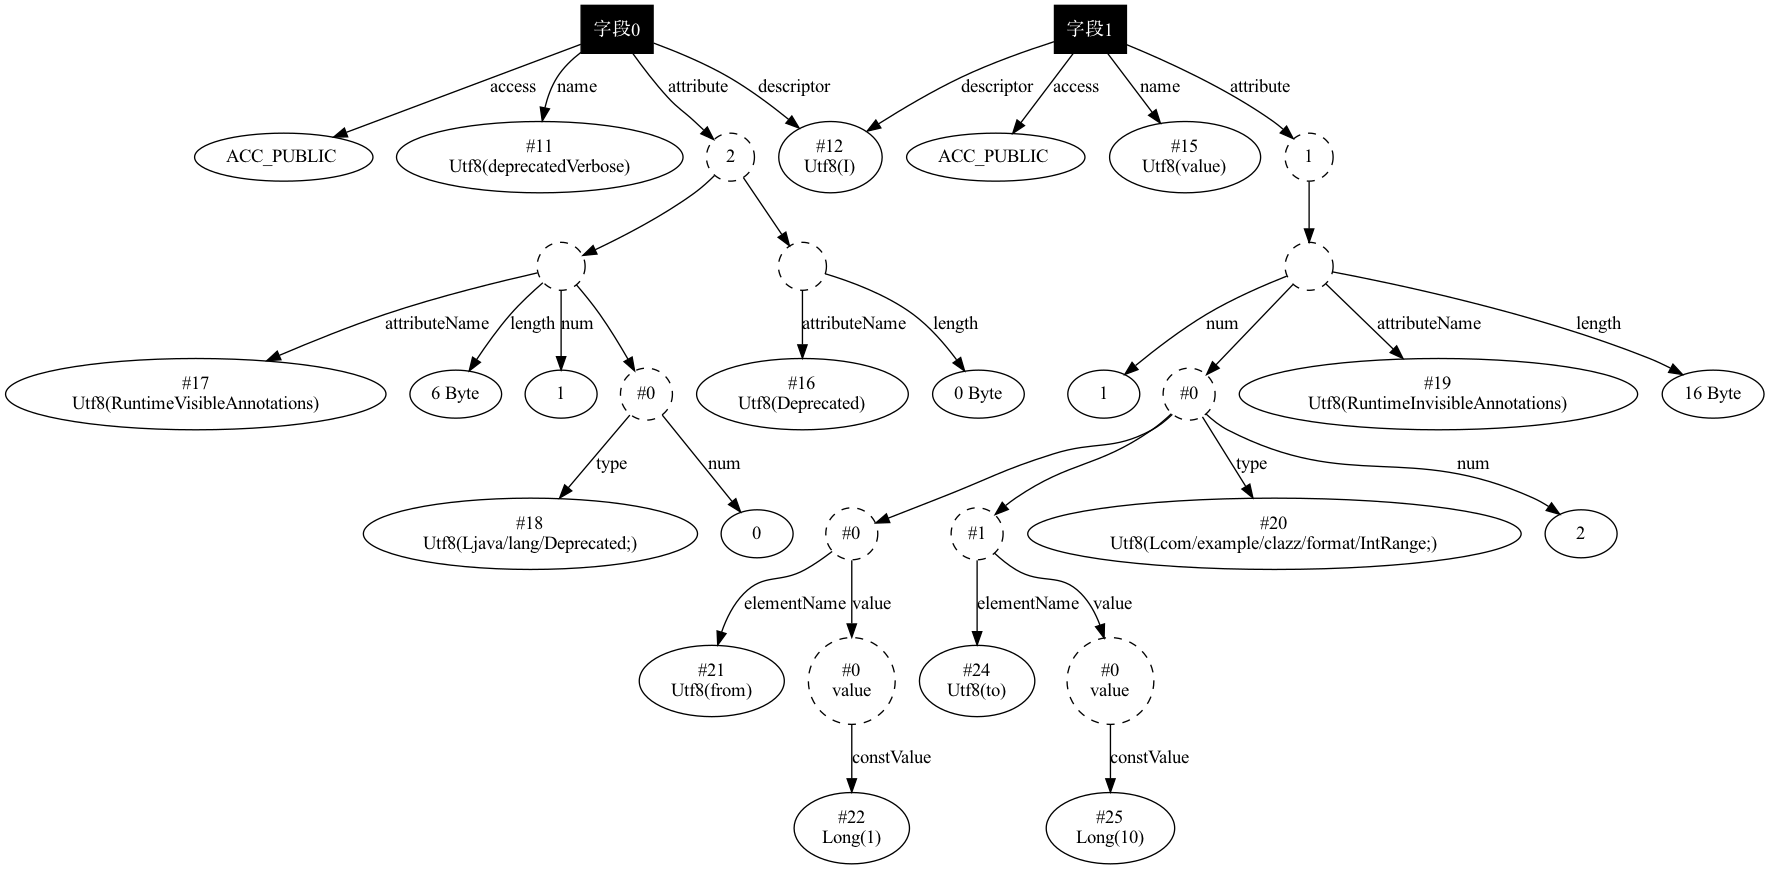 字段0
字段1
access
name
attribute
descriptor
descriptor
access
name
attribute
ACC_PUBLIC
#11
Utf8(deprecatedVerbose)
2
#12
Utf8(I)
ACC_PUBLIC
#15
Utf8(value)
1
attributeName
length
num
attributeName
length
num
attributeName
length
#17
Utf8(RuntimeVisibleAnnotations)
6 Byte
1
#0
#16
Utf8(Deprecated)
0 Byte
1
#0
#19
Utf8(RuntimeInvisibleAnnotations)
16 Byte
type
num
type
num
#18
Utf8(Ljava/lang/Deprecated;)
0
#0
#1
#20
Utf8(Lcom/example/clazz/format/IntRange;)
2
elementName
value
elementName
value
#21
Utf8(from)
#0
value
#24
Utf8(to)
#0
value
constValue
constValue
#22
Long(1)
#25
Long(10)